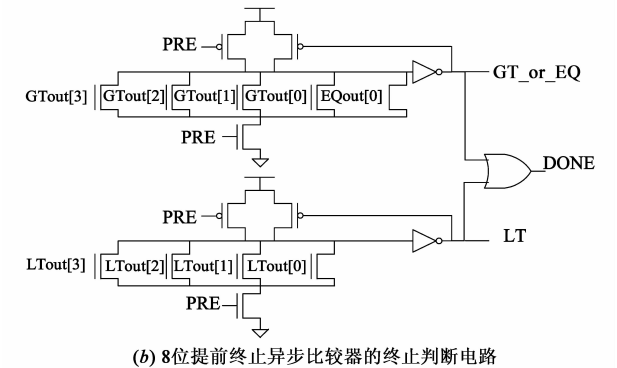 PRE
GT_or_EQ
GTout[3] GTout[2] GTout[1] GTout[0] EQout[0]
PRE
DONE
PRE
LT
LTout[3] LTout[2] LTout[1] LTout[0]
PRE
(b) 8位提前终止异步比较器的终止判断电路